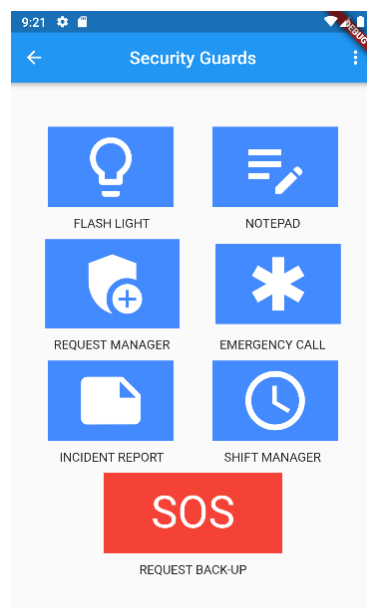 9:21
DEBUG
Security Guards
FLASH LIGHT
NOTEPAD
REQUEST MANAGER
EMERGENCY CALL
INCIDENT REPORT
SHIFT MANAGER
SOS
REQUEST BACK-UP